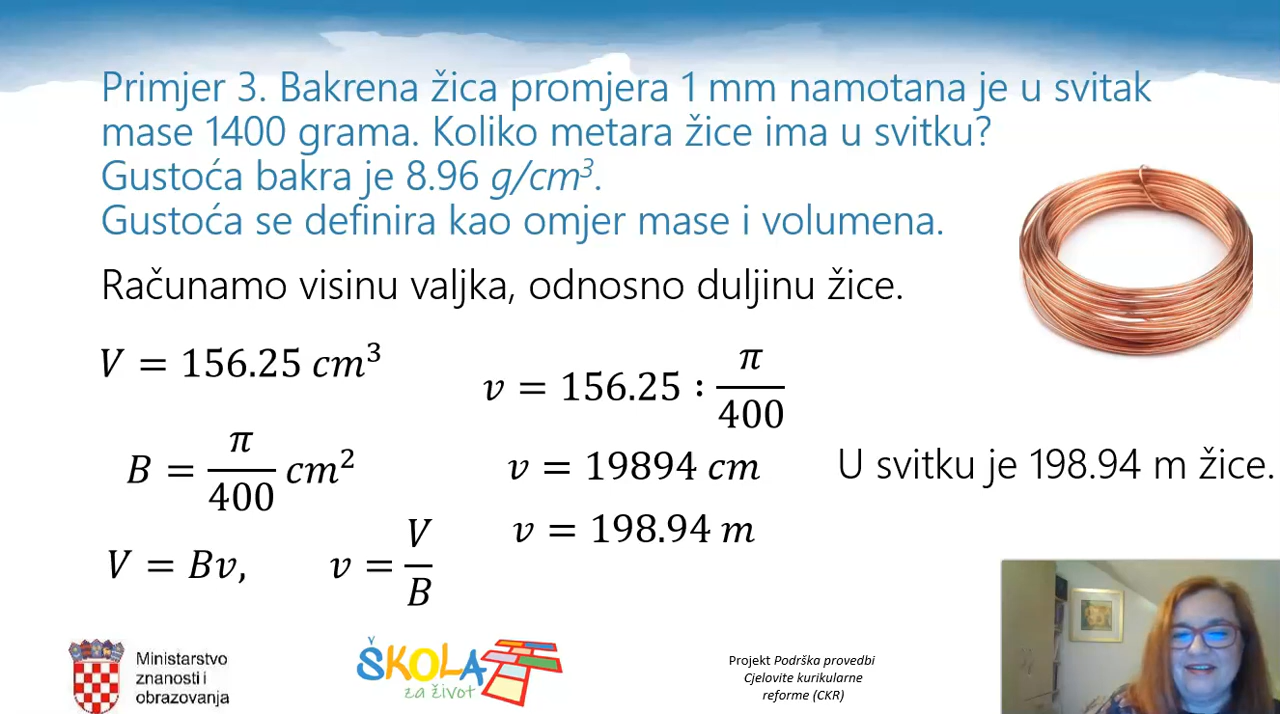 Primjer 3. Bakrena žica promjera 1 mm namotana je u svitak
mase 1400 grama. Koliko metara žice ima u svitku?
Gustoća bakra je 8.96 g/cm³.
Gustoća se definira kao omjer mase i volumena.
Računamo visinu valjka, odnosno duljinu žice.
V = 156.25 cm³
B = π/400 cm²
V = Bv, v = V/B
v = 156.25 : π/400
v = 19894 cm
v = 198.94 m
U svitku je 198.94 m žice.
Ministarstvo
znanosti i
obrazovanja
ŠKOLA
za život
Projekt Podrška provedbi
Cjelovite kurikularne
reforme (CKR)